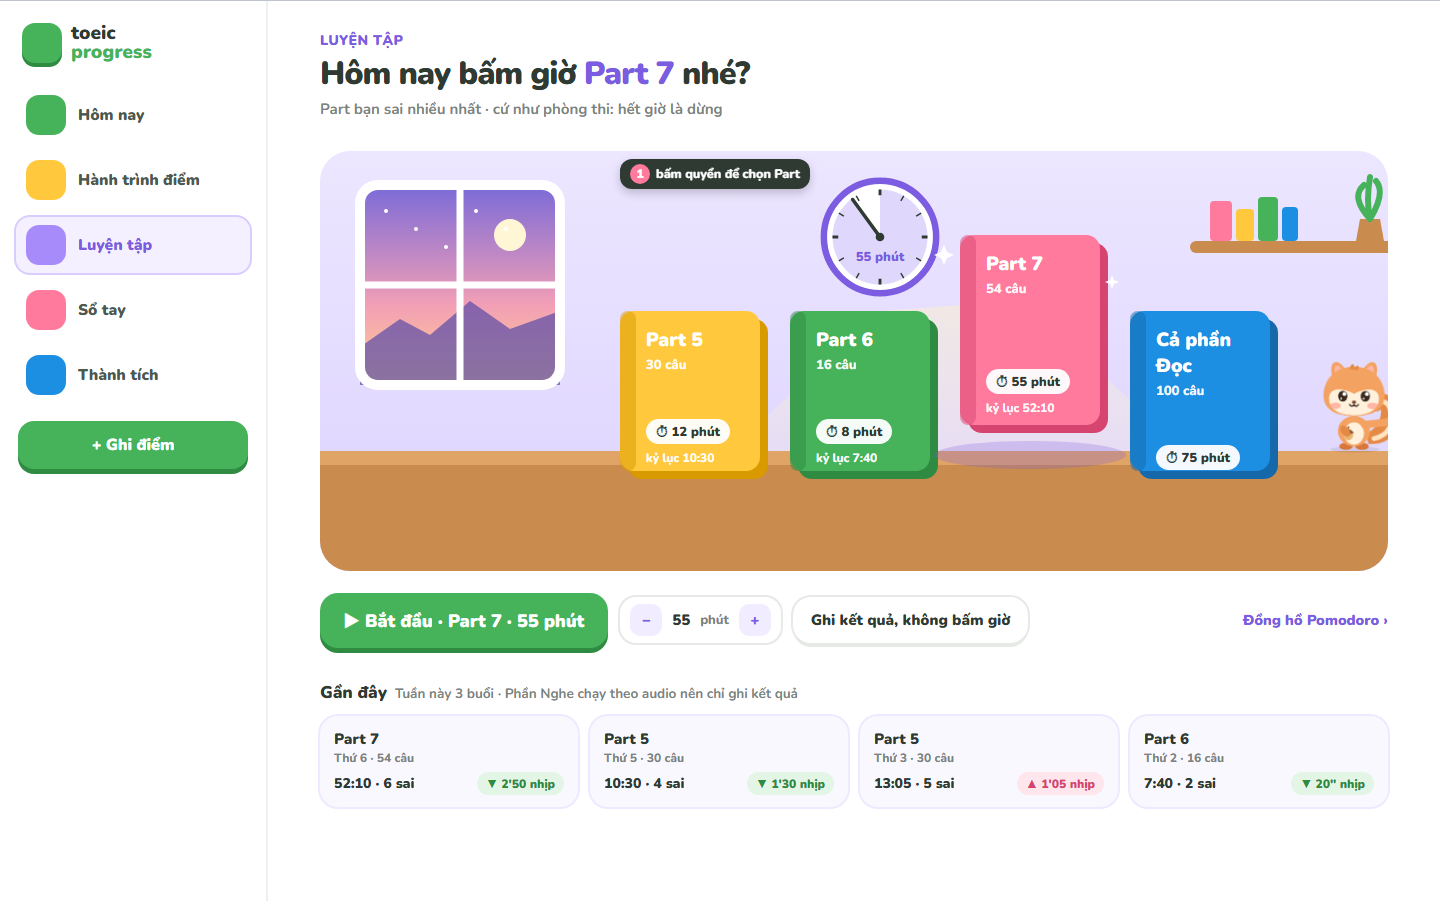 toeic
progress
Hôm nay
Hành trình điểm
Luyện tập
Sổ tay
Thành tích
+ Ghi điểm
LUYỆN TẬP
Hôm nay bấm giờ Part 7 nhé?
Part bạn sai nhiều nhất · cứ như phòng thi: hết giờ là dừng
1 bấm quyển để chọn Part
55 phút
Part 5
30 câu
⏱ 12 phút
kỷ lục 10:30
Part 6
16 câu
⏱ 8 phút
kỷ lục 7:40
Part 7
54 câu
⏱ 55 phút
kỷ lục 52:10
Cả phần
Đọc
100 câu
⏱ 75 phút
▶ Bắt đầu · Part 7 · 55 phút
− 55 phút +
Ghi kết quả, không bấm giờ
Đồng hồ Pomodoro ›
Gần đây Tuần này 3 buổi · Phần Nghe chạy theo audio nên chỉ ghi kết quả
Part 7
Thứ 6 · 54 câu
52:10 · 6 sai ▼ 2'50 nhịp
Part 5
Thứ 5 · 30 câu
10:30 · 4 sai ▼ 1'30 nhịp
Part 5
Thứ 3 · 30 câu
13:05 · 5 sai ▲ 1'05 nhịp
Part 6
Thứ 2 · 16 câu
7:40 · 2 sai ▼ 20" nhịp